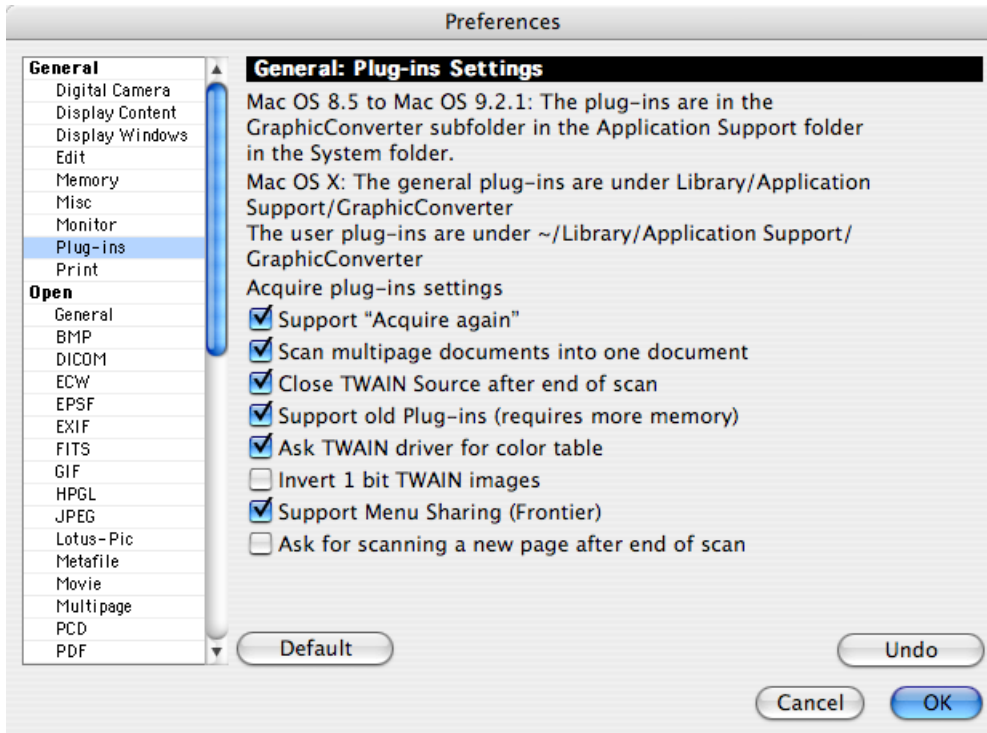 Preferences
General
Digital Camera
Display Content
Display Windows
Edit
Memory
Misc
Monitor
Plug-ins
Print
Open
General
BMP
DICOM
ECW
EPSF
EXIF
FITS
GIF
HPGL
JPEG
Lotus-Pic
Metafile
Movie
Multipage
PCD
PDF
General: Plug-ins Settings
Mac OS 8.5 to Mac OS 9.2.1: The plug-ins are in the
GraphicConverter subfolder in the Application Support folder
in the System folder.
Mac OS X: The general plug-ins are under Library/Application
Support/GraphicConverter
The user plug-ins are under ~/Library/Application Support/
GraphicConverter
Acquire plug-ins settings
Support “Acquire again”
Scan multipage documents into one document
Close TWAIN Source after end of scan
Support old Plug-ins (requires more memory)
Ask TWAIN driver for color table
Invert 1 bit TWAIN images
Support Menu Sharing (Frontier)
Ask for scanning a new page after end of scan
Default
Undo
Cancel
OK